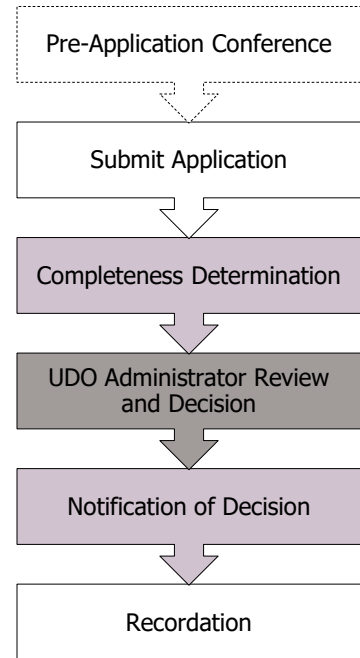 Pre-Application Conference
Submit Application
Completeness Determination
UDO Administrator Review
and Decision
Notification of Decision
Recordation